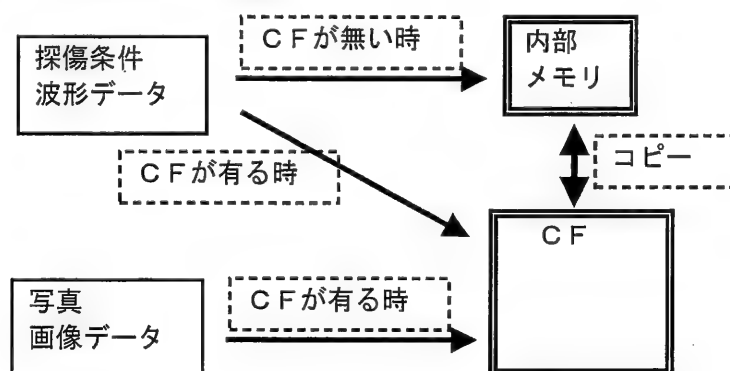 探傷条件
波形データ
ＣＦが無い時
内部
メモリ
ＣＦが有る時
コピー
ＣＦ
写真
画像データ
ＣＦが有る時